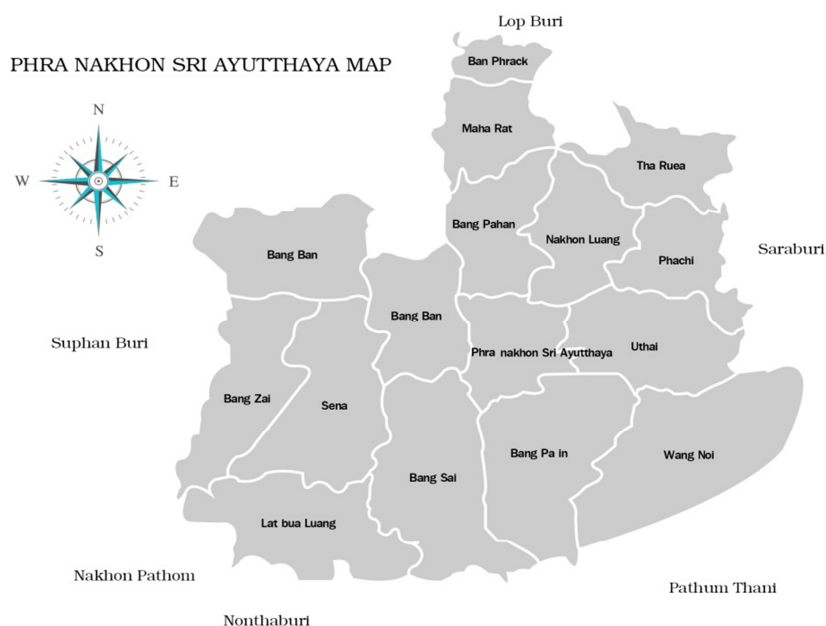 Lop Buri
PHRA NAKHON SRI AYUTTHAYA MAP
Ban Phrack
N
Maha Rat
Tha Ruea
W
E
Bang Pahan
Nakhon Luang
S
Bang Ban
Saraburi
Phachi
Bang Ban
Suphan Buri
Uthai
Phra nakhon Sri Ayutthaya
Bang Zai
Sena
Bang Pa in
Wang Noi
Bang Sai
Lat bua Luang
Nakhon Pathom
Pathum Thani
Nonthaburi